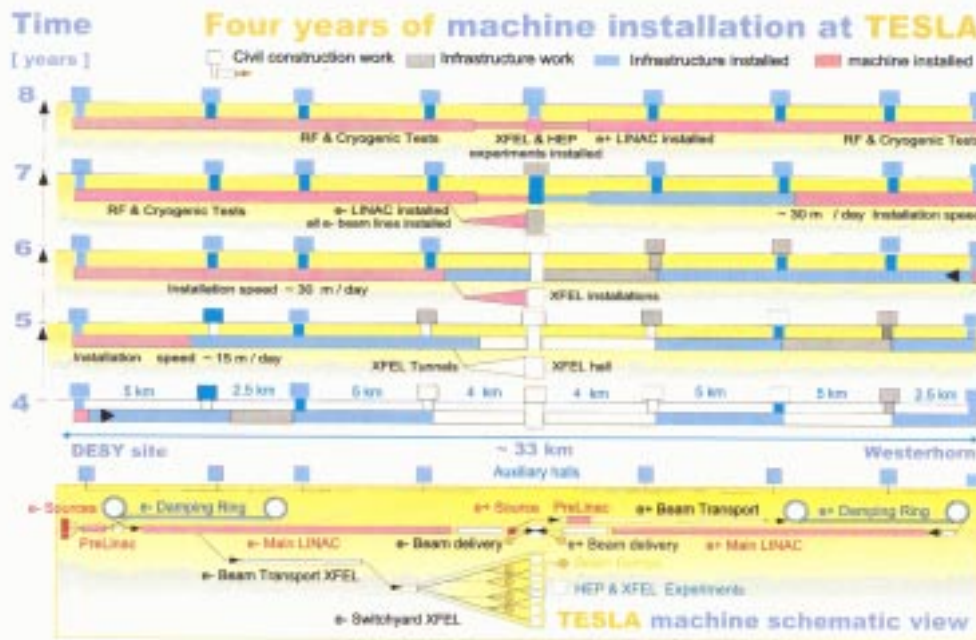 Time
[ years ]
Four years of machine installation at TESLA
Civil construction work
Infrastructure work
Infrastructure installed
machine installed
8
RF & Cryogenic Tests
XFEL & HEP
experiments installed
e+ LINAC installed
RF & Cryogenic Tests
7
RF & Cryogenic Tests
e- LINAC installed
all e- beam lines installed
~ 30 m / day Installation speed
6
Installation speed ~ 30 m / day
XFEL installations
5
Installation speed ~ 15 m / day
XFEL Tunnels
XFEL hall
4
5 km
2.5 km
5 km
4 km
4 km
5 km
5 km
2.5 km
DESY site
~ 33 km
Westerhorn
Auxiliary halls
e- Sources
e- Damping Ring
e+ Source
PreLinac
e+ Beam Transport
e+ Damping Ring
PreLinac
e- Main LINAC
e- Beam delivery
e+ Beam delivery
e+ Main LINAC
e- Beam Transport XFEL
HEP & XFEL Experiments
e- Switchyard XFEL
TESLA machine schematic view